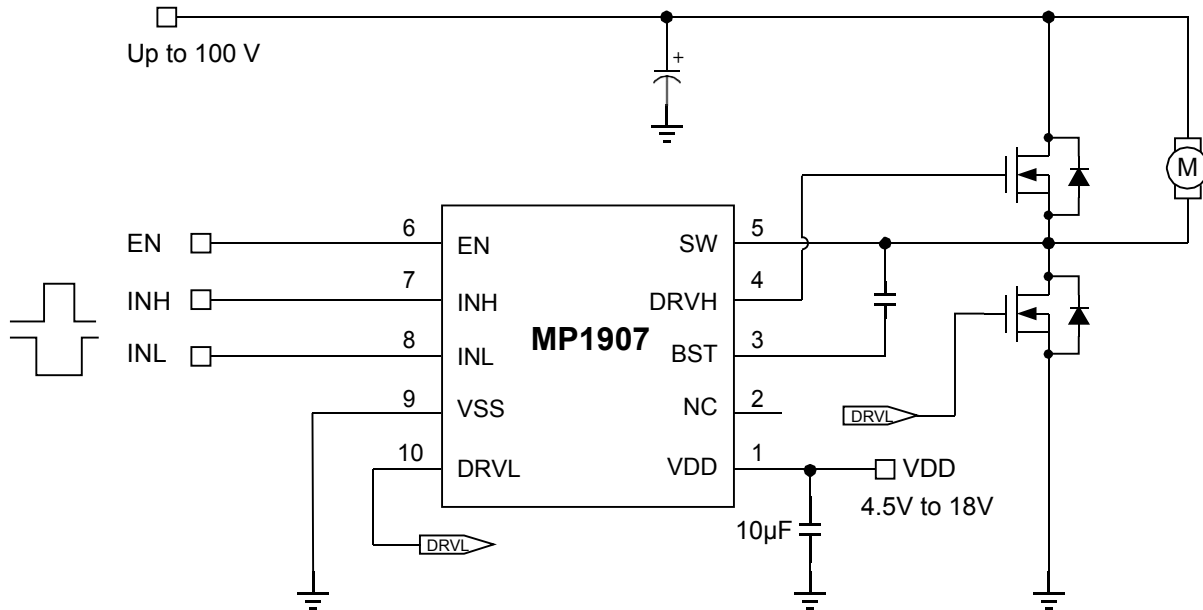 Up to 100 V
+
M
6
EN
EN
SW
5
7
INH
INH
DRVH
4
MP1907
8
INL
INL
BST
3
9
VSS
NC
2
DRVL
10
DRVL
VDD
1
VDD
4.5V to 18V
10µF
DRVL